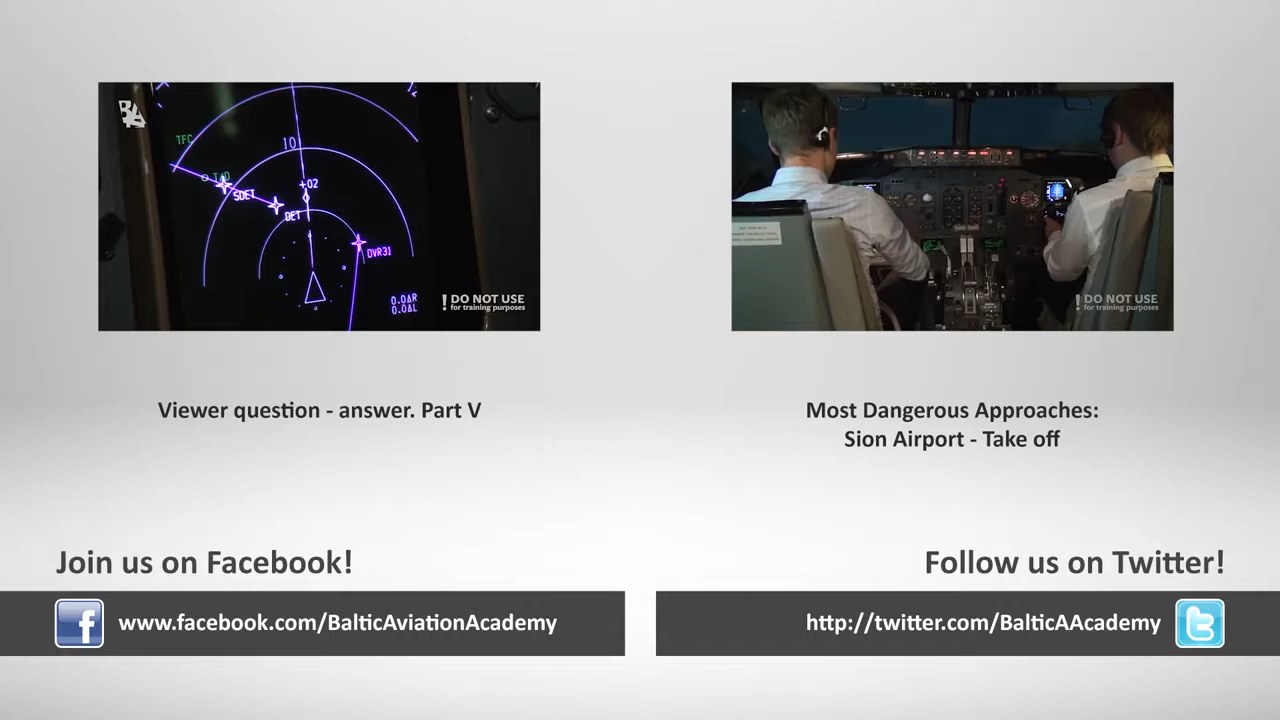 TFC
10
T/D
SDET
+02
DET
DVR31
0.0AR
0.0AL
! DO NOT USE
for training purposes
! DO NOT USE
for training purposes
Viewer question - answer. Part V
Most Dangerous Approaches:
Sion Airport - Take off
Join us on Facebook!
Follow us on Twitter!
www.facebook.com/BalticAviationAcademy
http://twitter.com/BalticAAcademy